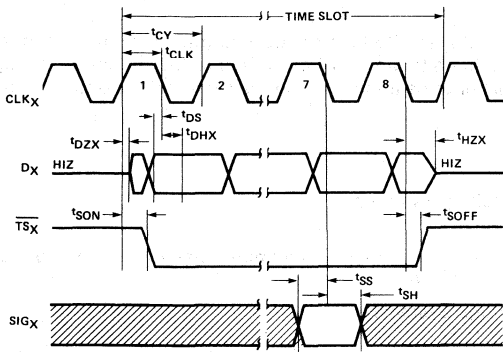 TIME SLOT
tCY
tCLK
CLKX
1 2 7 8
tDS
tDHX
tDZX
tHZX
DX
HIZ
HIZ
tSON
tSOFF
TSX
tSS
tSH
SIGX